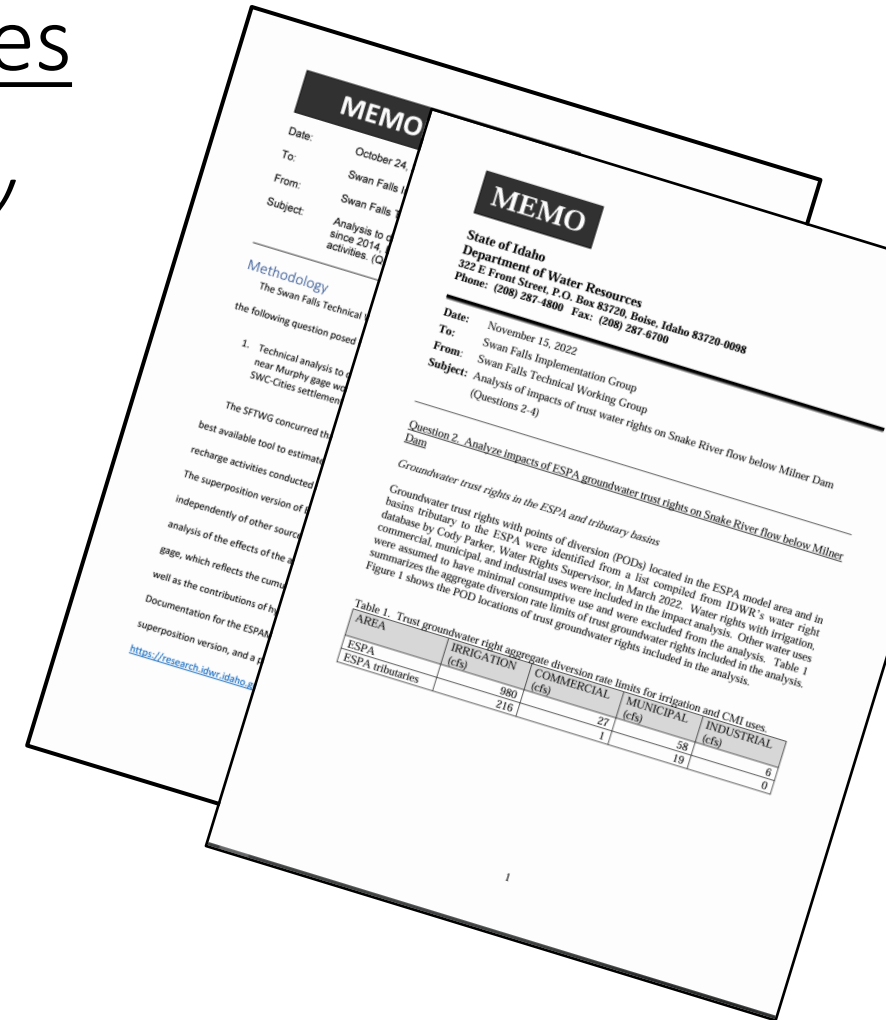 es
y
MEMO
Date: October 24,
To: Swan Falls
From: Swan Falls
Subject: Analysis to
since 2014,
activities. (Q
Methodology
The Swan Falls Technical
the following question posed
1. Technical analysis to
near Murphy gage wo
SWC-Cities settlemen
The SFTWG concurred th
best available tool to estimate
recharge activities conducted
The superposition version of
independently of other source
analysis of the effects of the a
gage, which reflects the cumu
well as the contributions of h
Documentation for the ESPAM
superposition version, and a p
https://research.idwr.idaho.g
MEMO
State of Idaho
Department of Water Resources
322 E Front Street, P.O. Box 83720, Boise, Idaho 83720-0098
Phone: (208) 287-4800 Fax: (208) 287-6700
Date: November 15, 2022
To: Swan Falls Implementation Group
From: Swan Falls Technical Working Group
Subject: Analysis of impacts of trust water rights on Snake River flow below Milner Dam
(Questions 2-4)
Question 2. Analyze impacts of ESPA groundwater trust rights on Snake River flow below Milner
Dam
Groundwater trust rights in the ESPA and tributary basins
Groundwater trust rights with points of diversion (PODs) located in the ESPA model area and in
basins tributary to the ESPA were identified from a list compiled from IDWR's water right
database by Cody Parker, Water Rights Supervisor, in March 2022. Water rights with irrigation,
commercial, municipal, and industrial uses were included in the impact analysis. Other water uses
were assumed to have minimal consumptive use and were excluded from the analysis. Table 1
summarizes the aggregate diversion rate limits of trust groundwater rights included in the analysis.
Figure 1 shows the POD locations of trust groundwater rights included in the analysis.
Table 1. Trust groundwater right aggregate diversion rate limits for irrigation and CMI uses.
AREA IRRIGATION (cfs) COMMERCIAL (cfs) MUNICIPAL (cfs) INDUSTRIAL (cfs)
ESPA 980 27 58 6
ESPA tributaries 216 1 19 0
1